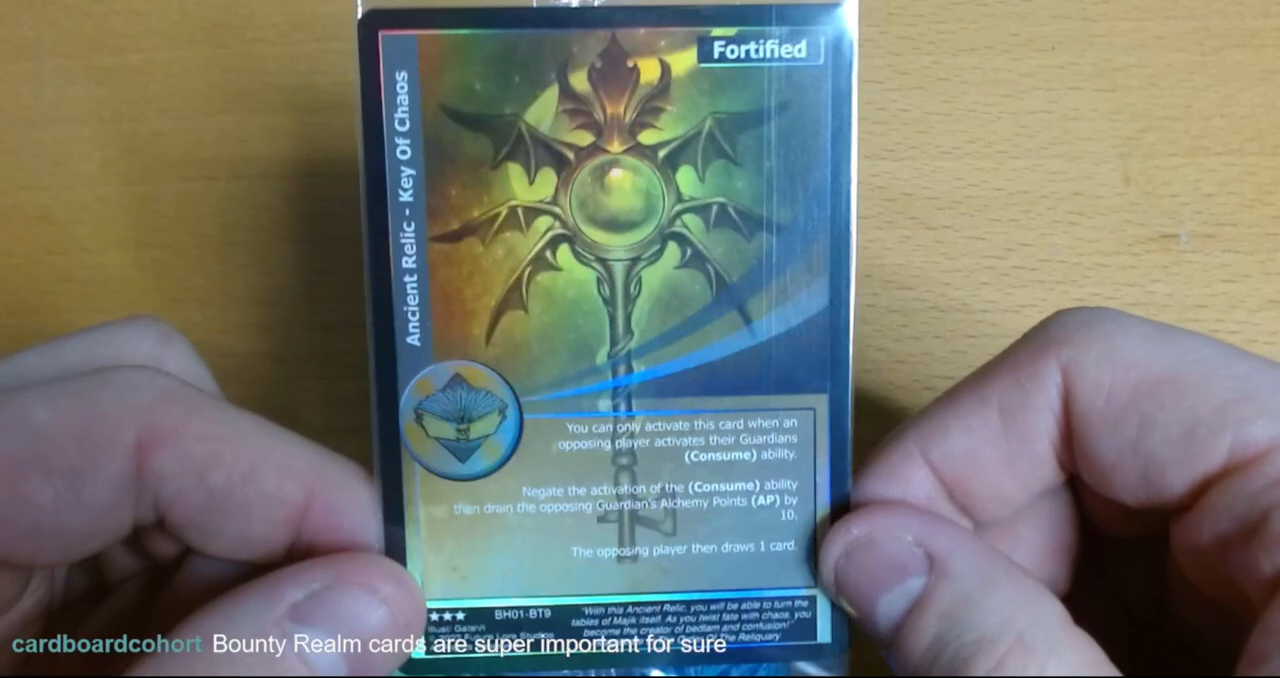 Fortified
Ancient Relic - Key Of Chaos
You can only activate this card when an
opposing player activates their Guardians
(Consume) ability.
Negate the activation of the (Consume) ability
then drain the opposing Guardian's Alchemy Points (AP) by
10.
The opposing player then draws 1 card.
★★★ BH01-BT9
"With this Ancient Relic, you will be able to turn the
tables of Majik itself. As you twist fate with chaos, you
become the creator of bedlam and confusion!"
Of The Reliquary
cardboardcohort Bounty Realm cards are super important for sure